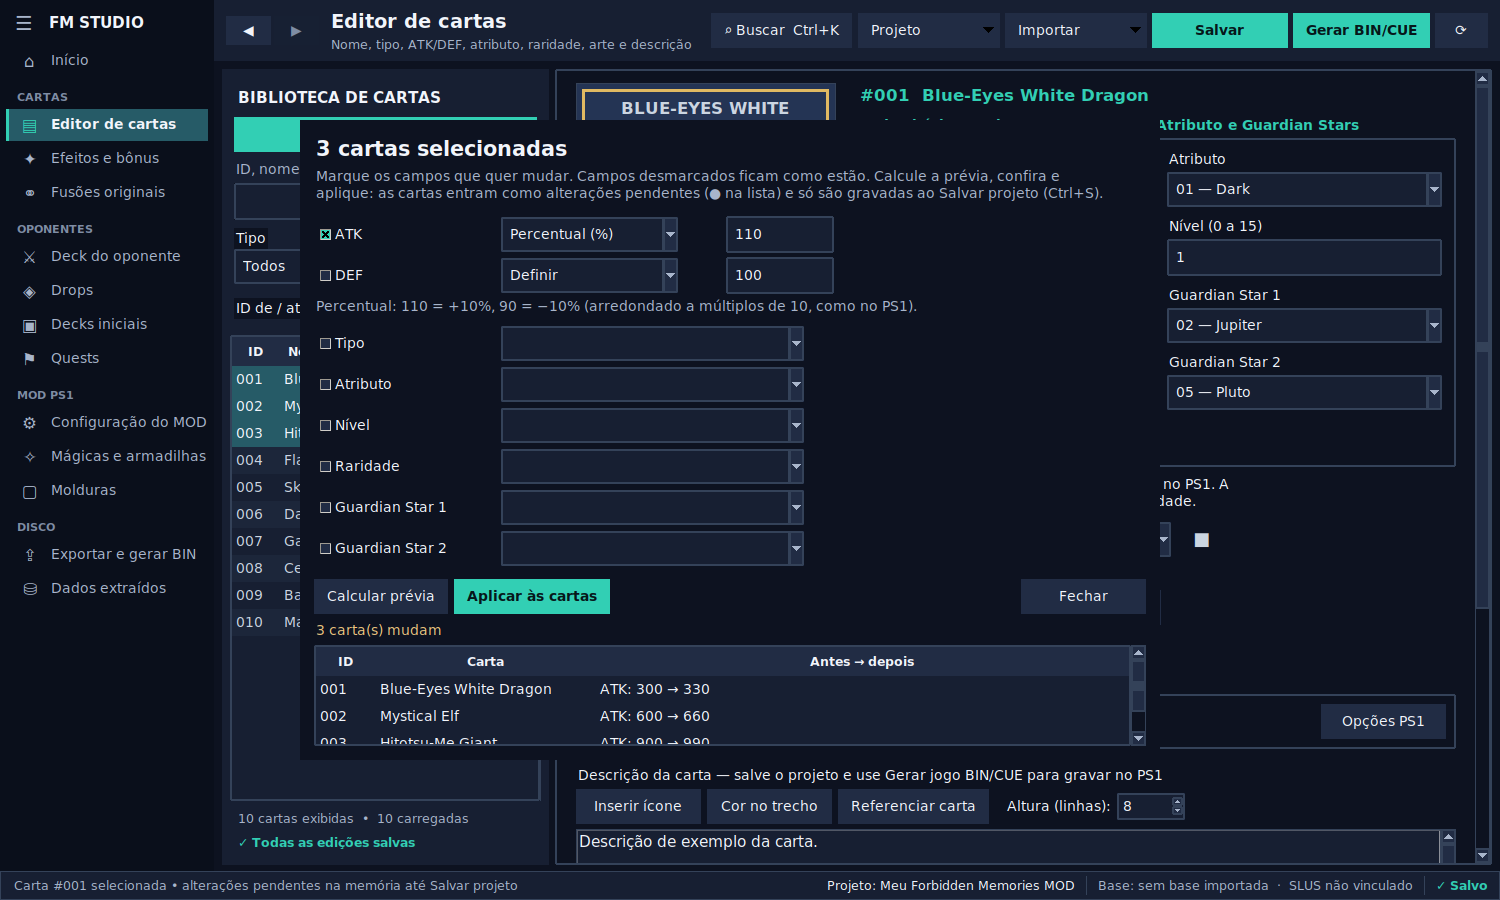 ☰ FM STUDIO
⌂ Início
CARTAS
Editor de cartas
Efeitos e bônus
Fusões originais
OPONENTES
Deck do oponente
Drops
Decks iniciais
Quests
MOD PS1
Configuração do MOD
Mágicas e armadilhas
Molduras
DISCO
Exportar e gerar BIN
Dados extraídos
Editor de cartas
Nome, tipo, ATK/DEF, atributo, raridade, arte e descrição
Buscar Ctrl+K
Projeto
Importar
Salvar
Gerar BIN/CUE
BIBLIOTECA DE CARTAS
ID, nome
Tipo
Todos
ID de / at
ID
001
002
003
004
005
006
007
008
009
010
10 cartas exibidas • 10 carregadas
✓ Todas as edições salvas
BLUE-EYES WHITE
#001 Blue-Eyes White Dragon
3 cartas selecionadas
Marque os campos que quer mudar. Campos desmarcados ficam como estão. Calcule a prévia, confira e
aplique: as cartas entram como alterações pendentes (● na lista) e só são gravadas ao Salvar projeto (Ctrl+S).
ATK Percentual (%) 110
DEF Definir 100
Percentual: 110 = +10%, 90 = −10% (arredondado a múltiplos de 10, como no PS1).
Tipo
Atributo
Nível
Raridade
Guardian Star 1
Guardian Star 2
Calcular prévia
Aplicar às cartas
Fechar
3 carta(s) mudam
ID Carta Antes → depois
001 Blue-Eyes White Dragon ATK: 300 → 330
002 Mystical Elf ATK: 600 → 660
003 Hitotsu-Me Giant ATK: 900 → 990
Atributo e Guardian Stars
Atributo
01 — Dark
Nível (0 a 15)
1
Guardian Star 1
02 — Jupiter
Guardian Star 2
05 — Pluto
no PS1. A
dade.
Opções PS1
Descrição da carta — salve o projeto e use Gerar jogo BIN/CUE para gravar no PS1
Inserir ícone
Cor no trecho
Referenciar carta
Altura (linhas): 8
Descrição de exemplo da carta.
Carta #001 selecionada • alterações pendentes na memória até Salvar projeto
Projeto: Meu Forbidden Memories MOD
Base: sem base importada · SLUS não vinculado
✓ Salvo